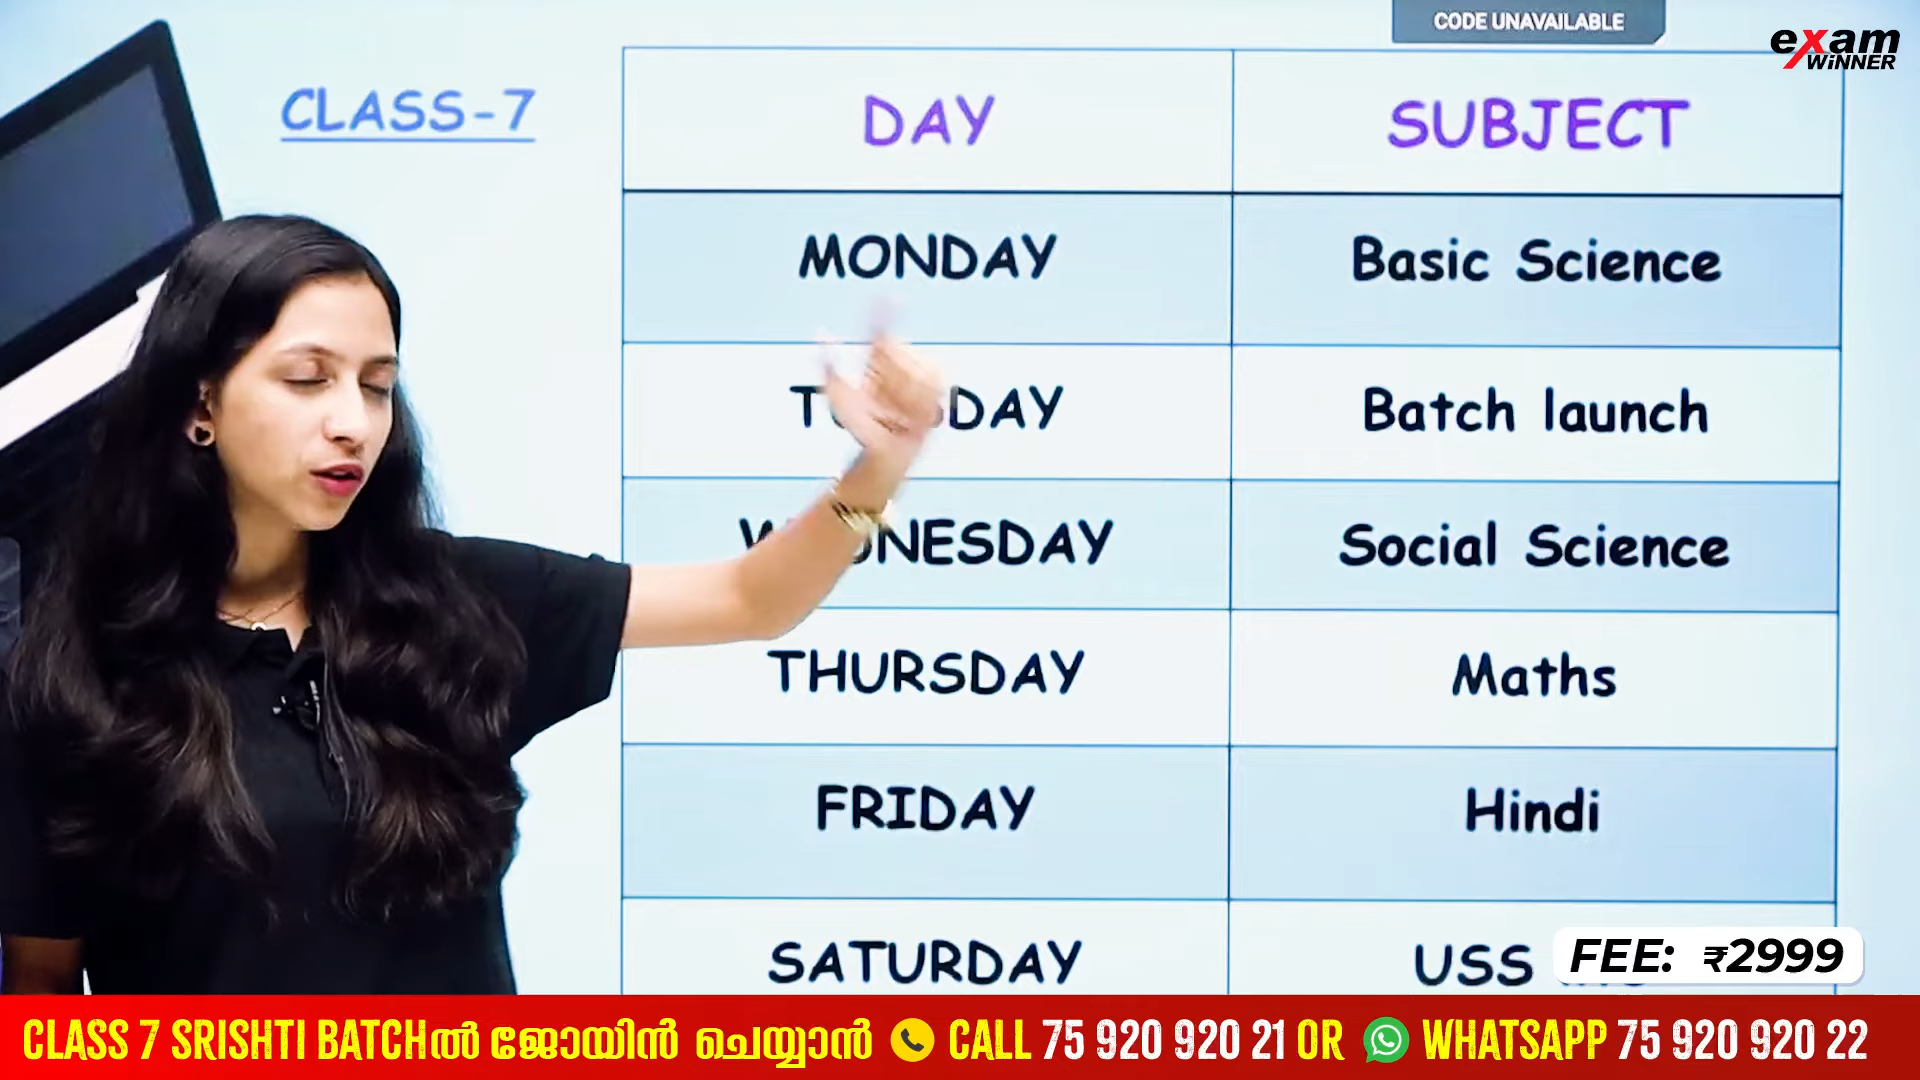 CODE UNAVAILABLE
exam
WiNNER
CLASS-7
DAY SUBJECT
MONDAY Basic Science
Batch launch
Social Science
THURSDAY Maths
FRIDAY Hindi
SATURDAY USS
FEE: ₹2999
CLASS 7 SRISHTI BATCHൽ ജോയിൻ ചെയ്യാൻ CALL 75 920 920 21 OR WHATSAPP 75 920 920 22